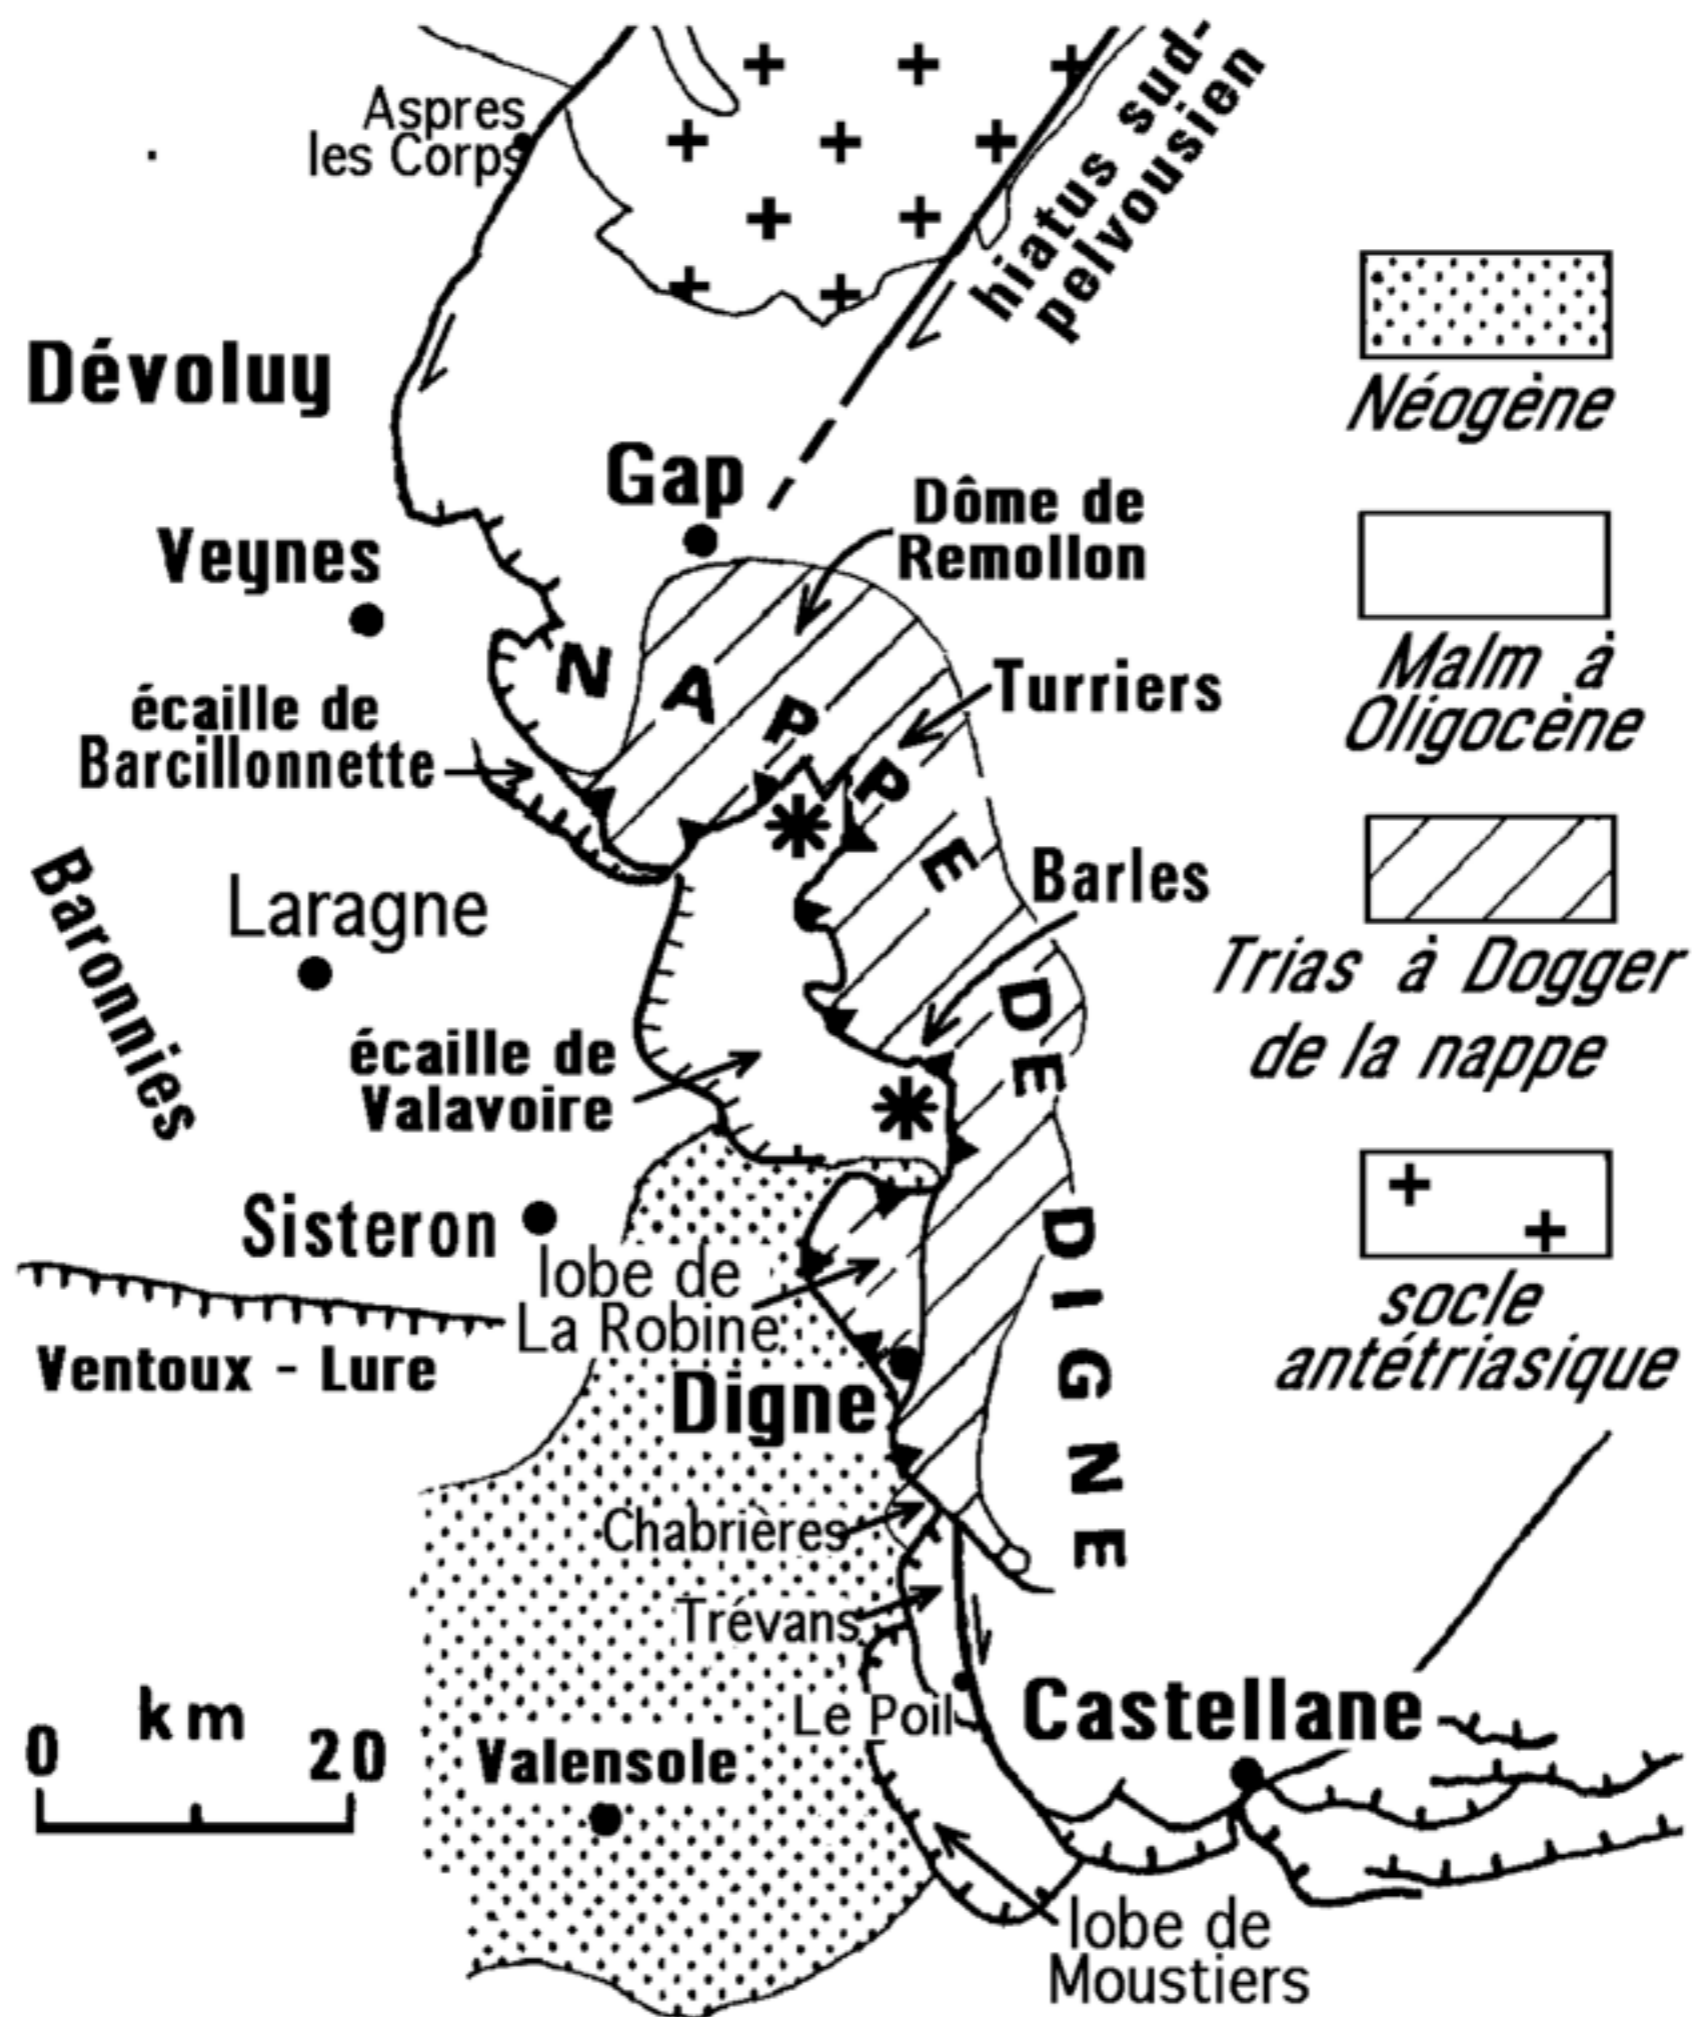 hiatus sud-
pelvousien
Aspres
les Corps
Dévoluy
Gap
Dôme de
Remollon
Veynes
Turriers
écaille de
Barcillonnette
NAPPE DE DIGNE
Barles
Baronnies
Laragne
écaille de
Valavoire
Sisteron
lobe de
La Robine
Ventoux - Lure
Digne
Chabrières
Trévans
Le Poil
Castellane
Valensole
lobe de
Moustiers
km
0 20
Néogène
Malm à
Oligocène
Trias à Dogger
de la nappe
socle
antétriasique